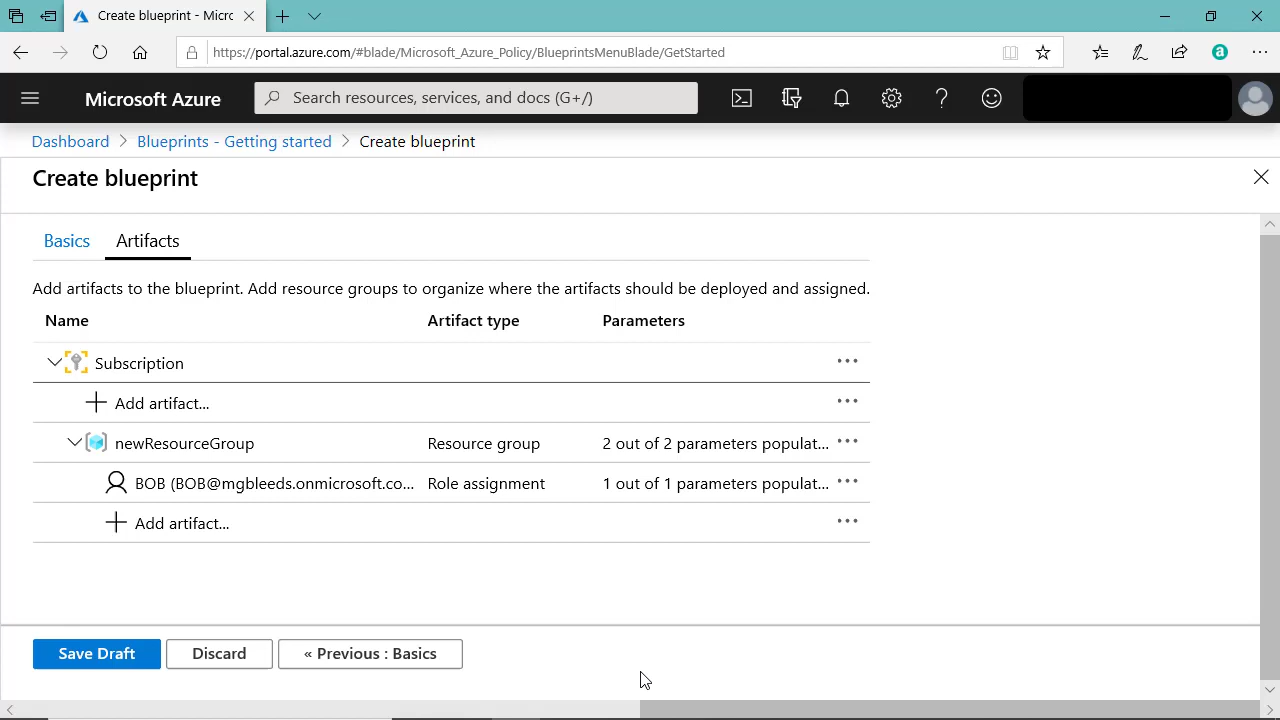 Create blueprint - Micr
https://portal.azure.com/#blade/Microsoft_Azure_Policy/BlueprintsMenuBlade/GetStarted
a
Microsoft Azure
Search resources, services, and docs (G+/)
Dashboard > Blueprints - Getting started > Create blueprint
Create blueprint
Basics Artifacts
Add artifacts to the blueprint. Add resource groups to organize where the artifacts should be deployed and assigned.
Name Artifact type Parameters
Subscription
Add artifact...
newResourceGroup Resource group 2 out of 2 parameters populat...
BOB (BOB@mgbleeds.onmicrosoft.co... Role assignment 1 out of 1 parameters populat...
Add artifact...
Save Draft Discard « Previous : Basics